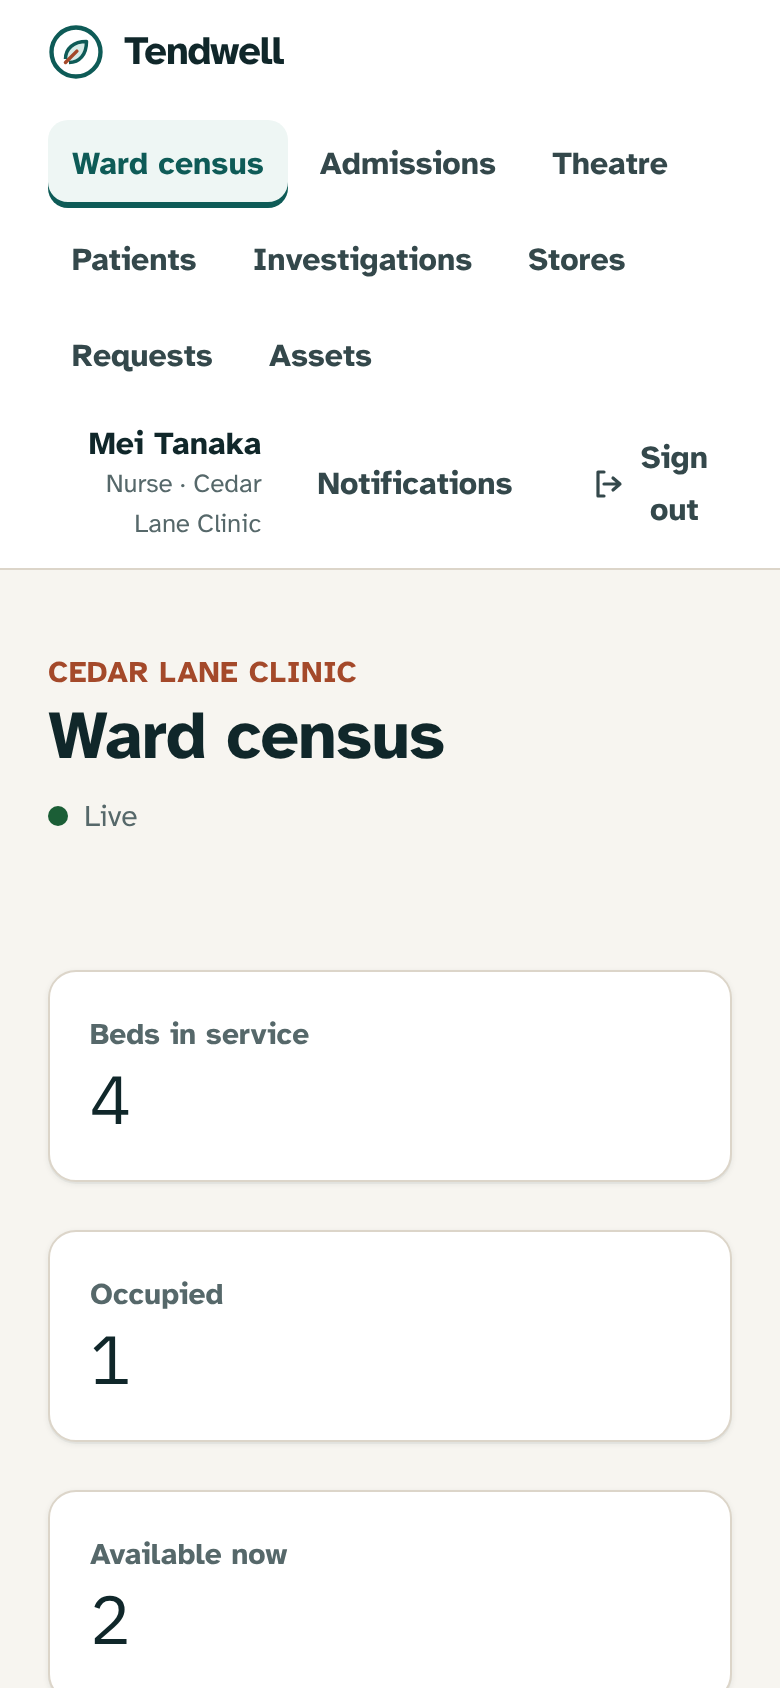 Tendwell
Ward census Admissions Theatre
Patients Investigations Stores
Requests Assets
Mei Tanaka
Nurse · Cedar
Lane Clinic
Notifications
Sign
out
CEDAR LANE CLINIC
Ward census
Live
Beds in service
4
Occupied
1
Available now
2